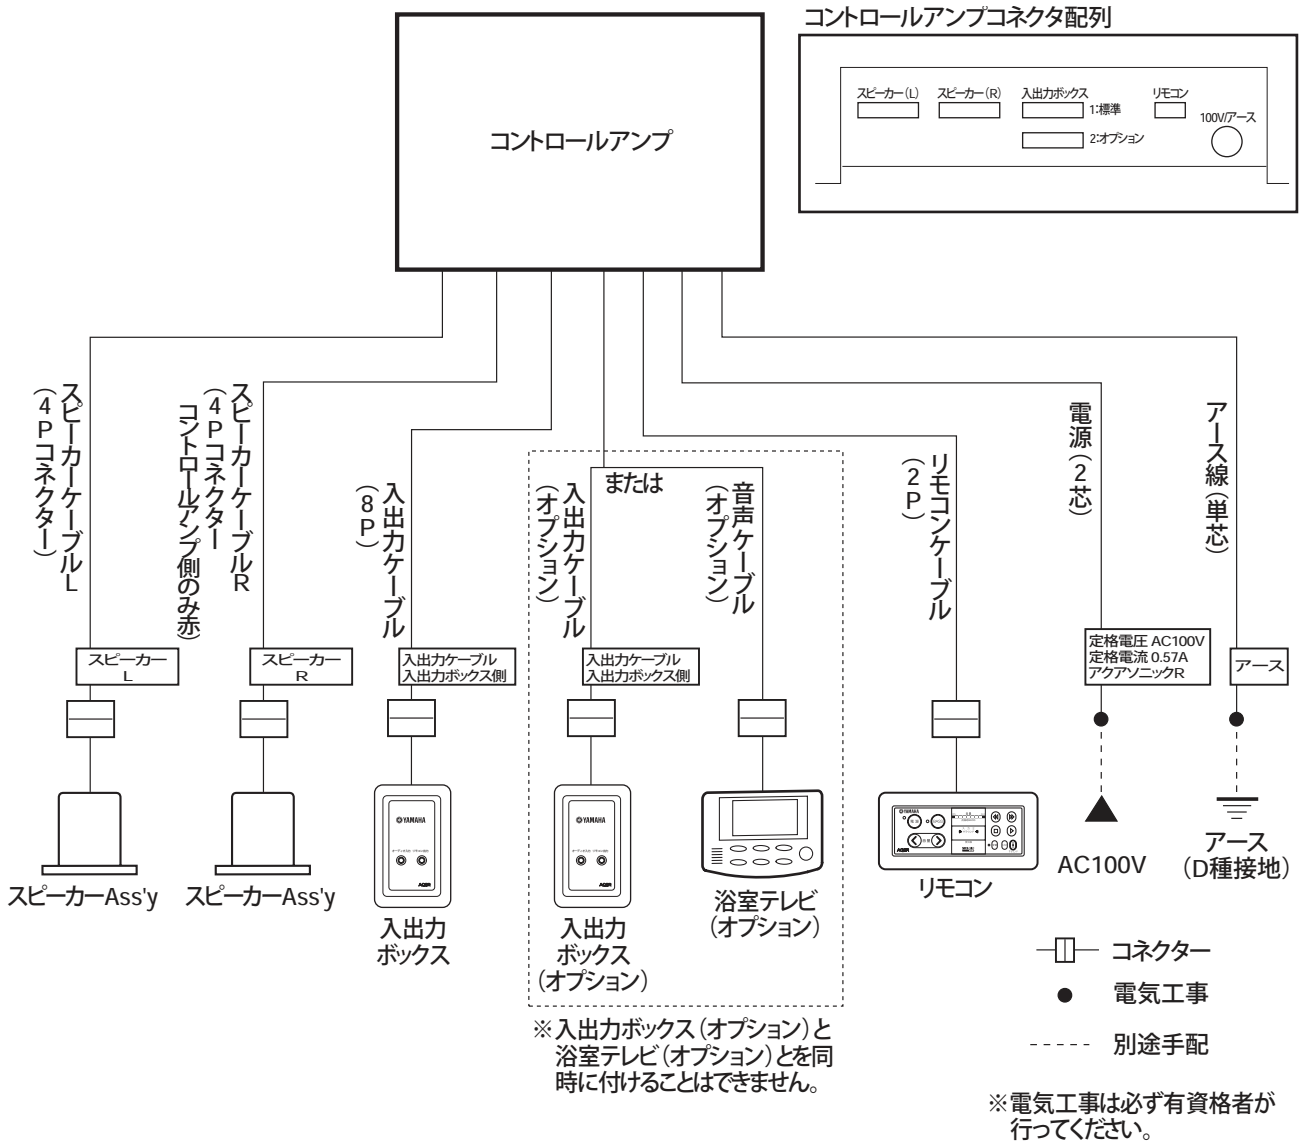 コントロールアンプコネクタ配列
スピーカー(L)
スピーカー(R)
入出力ボックス
1:標準
2:オプション
リモコン
100V/アース
コントロールアンプ
スピーカーケーブルL
(4Pコネクター)
スピーカーケーブルR
(4Pコネクター
コントロールアンプ側のみ赤)
入出力ケーブル
(8P)
または
入出力ケーブル
(オプション)
音声ケーブル
(オプション)
リモコンケーブル
(2P)
電源(2芯)
アース線(単芯)
スピーカー
L
スピーカー
R
入出力ケーブル
入出力ボックス側
入出力ケーブル
入出力ボックス側
定格電圧 AC100V
定格電流 0.57A
アクアソニックR
アース
YAMAHA
YAMAHA
YAMAHA
スピーカーAss'y
スピーカーAss'y
入出力
ボックス
入出力
ボックス
(オプション)
浴室テレビ
(オプション)
リモコン
AC100V
アース
(D種接地)
コネクター
電気工事
別途手配
※入出力ボックス(オプション)と
浴室テレビ(オプション)とを同
時に付けることはできません。
※電気工事は必ず有資格者が
行ってください。